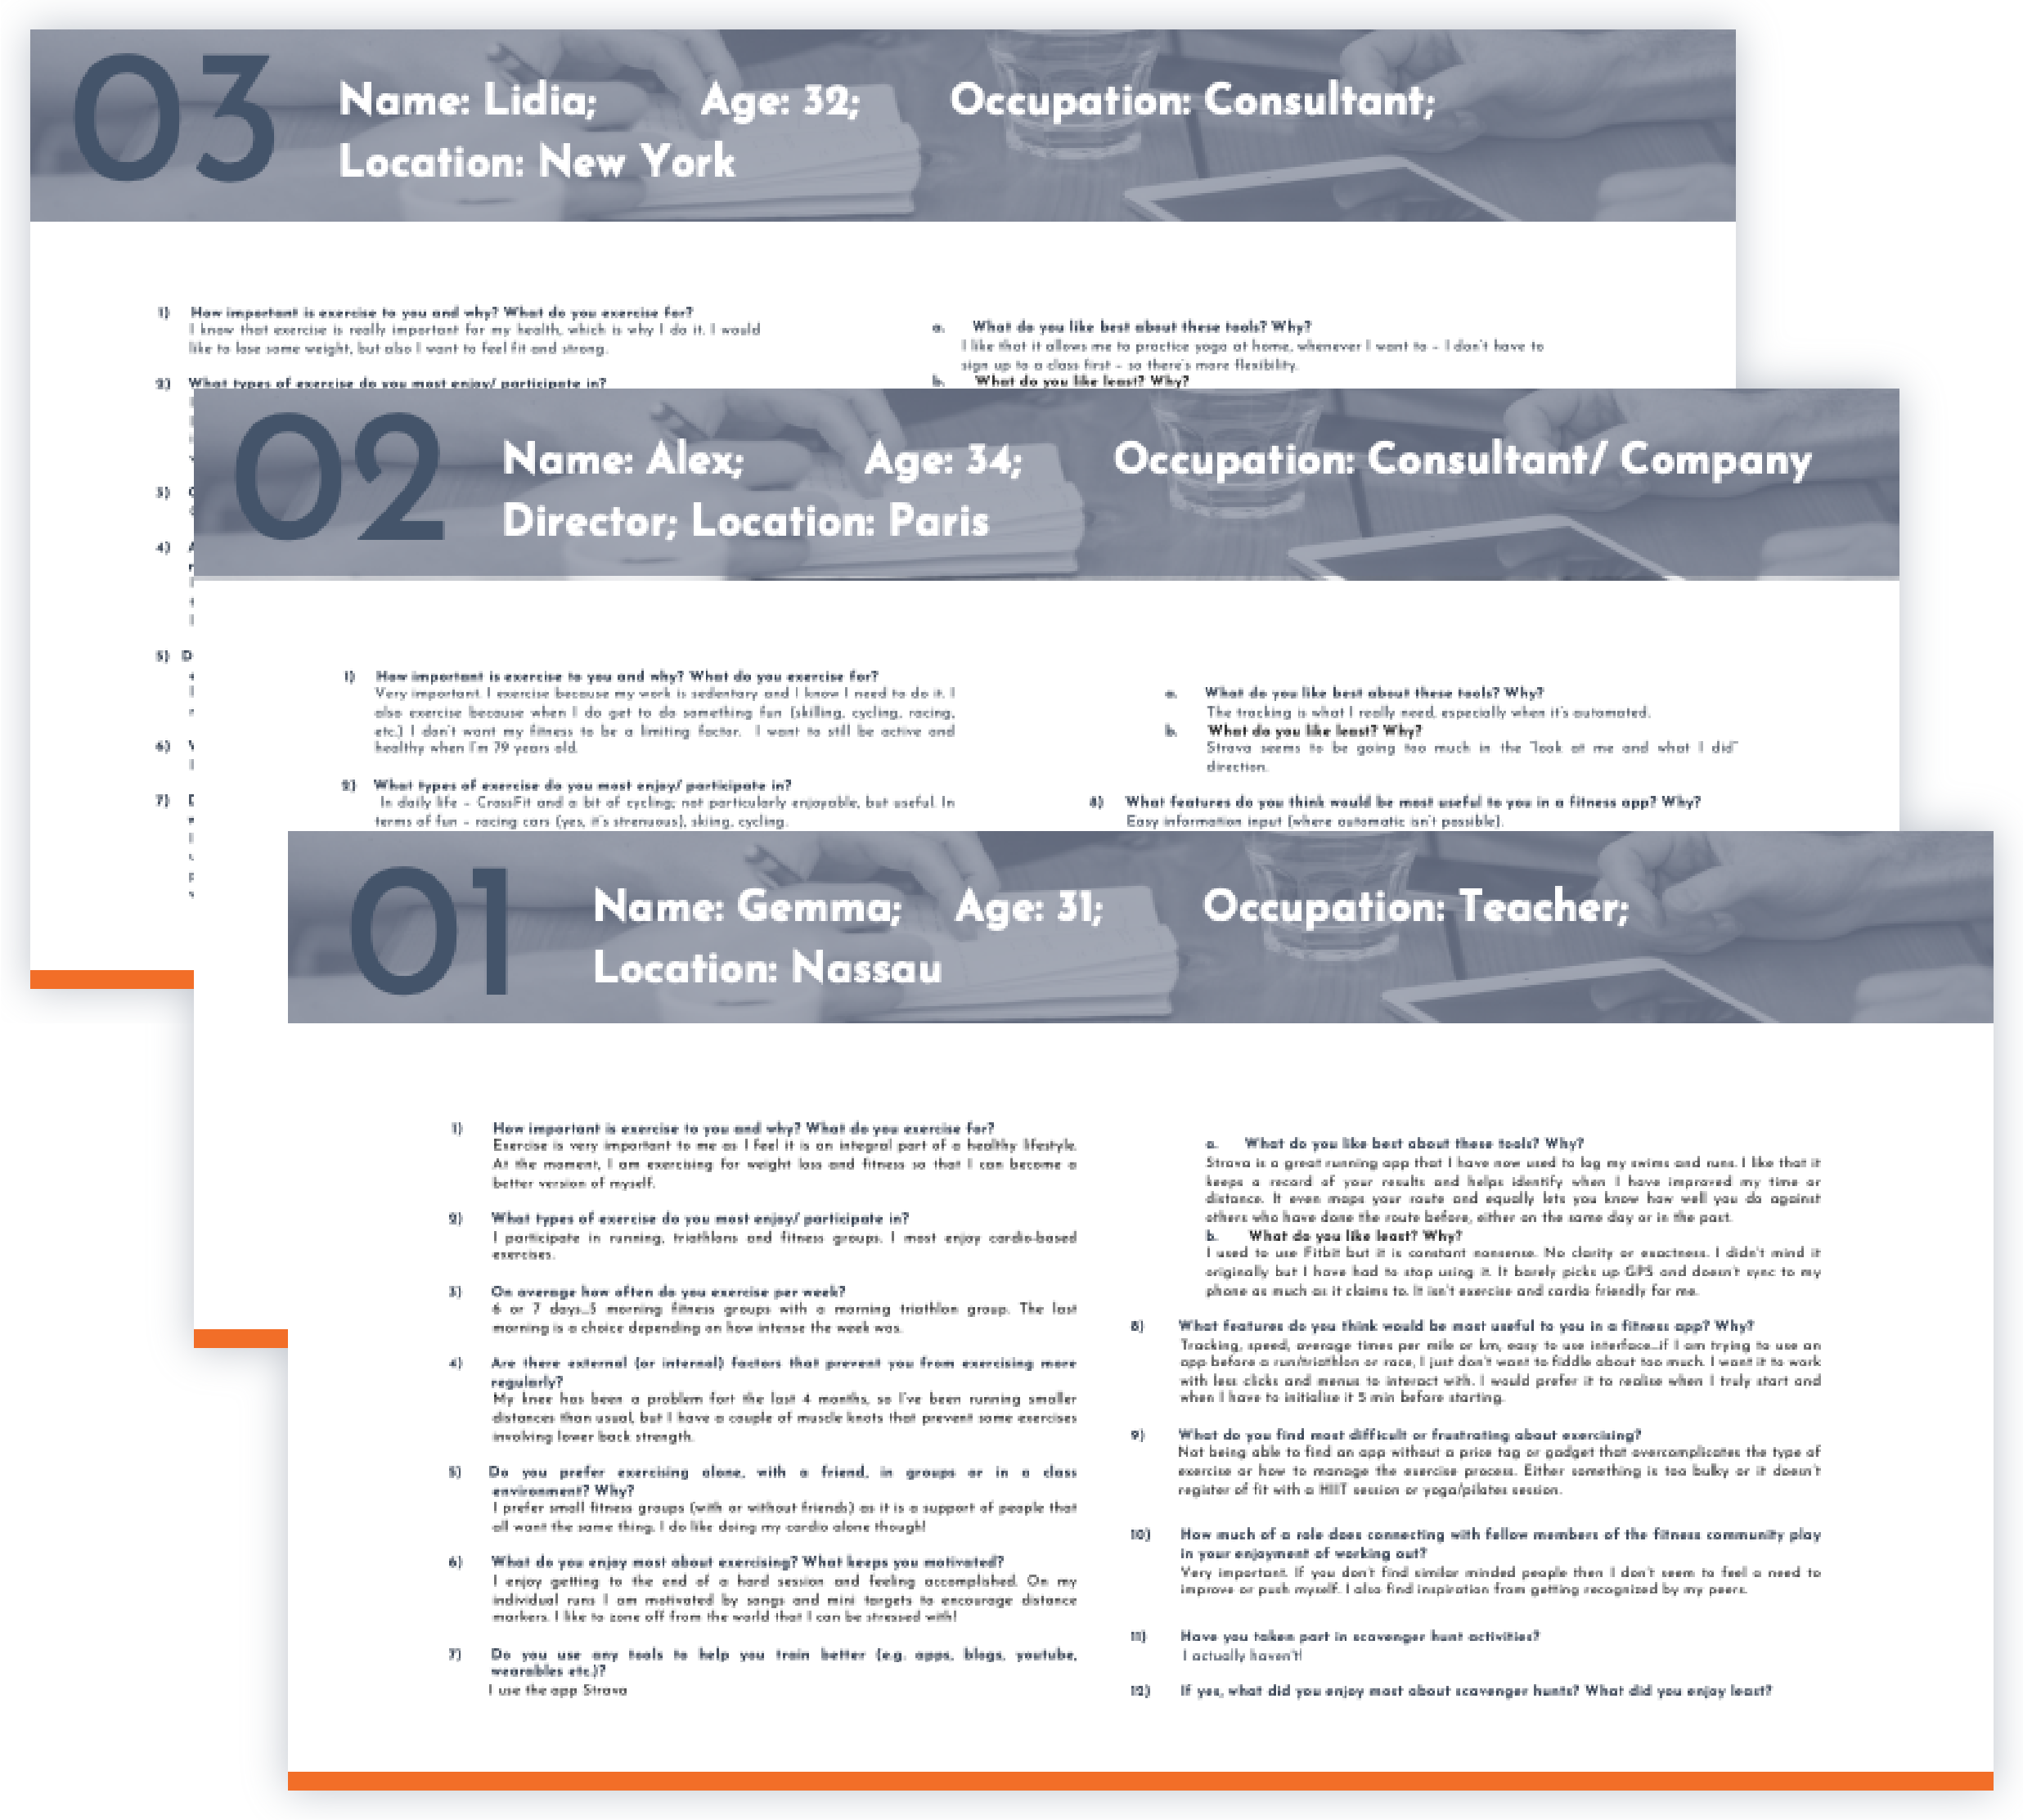 03
Name: Lidia; Age: 32; Occupation: Consultant;
Location: New York
1) How important is exercise to you and why? What do you exercise for?
I know that exercise is really important for my health, which is why I do it. I would
like to lose some weight, but also I want to feel fit and strong.
2) What types of exercise do you most enjoy/ participate in?
3)
4)
5) D
6)
7)
a. What do you like best about these tools? Why?
I like that it allows me to practice yoga at home, whenever I want to – I don't have to
sign up to a class first – so there's more flexibility.
b. What do you like least? Why?
02
Name: Alex; Age: 34; Occupation: Consultant/ Company
Director; Location: Paris
1) How important is exercise to you and why? What do you exercise for?
Very important. I exercise because my work is sedentary and I know I need to do it. I
also exercise because when I do get to do something fun (skiing, cycling, racing,
etc.) I don't want my fitness to be a limiting factor. I want to still be active and
healthy when I'm 79 years old.
2) What types of exercise do you most enjoy/ participate in?
In daily life – CrossFit and a bit of cycling; not particularly enjoyable, but useful. In
terms of fun – racing cars (yes, it's strenuous), skiing, cycling.
a. What do you like best about these tools? Why?
The tracking is what I really need, especially when it's automated.
b. What do you like least? Why?
Strava seems to be going too much in the "look at me and what I did"
direction.
8) What features do you think would be most useful to you in a fitness app? Why?
Easy information input (where automatic isn't possible).
01
Name: Gemma; Age: 31; Occupation: Teacher;
Location: Nassau
1) How important is exercise to you and why? What do you exercise for?
Exercise is very important to me as I feel it is an integral part of a healthy lifestyle.
At the moment, I am exercising for weight loss and fitness so that I can become a
better version of myself.
2) What types of exercise do you most enjoy/ participate in?
I participate in running, triathlons and fitness groups. I most enjoy cardio-based
exercises.
3) On average how often do you exercise per week?
6 or 7 days...5 morning fitness groups with a morning triathlon group. The last
morning is a choice depending on how intense the week was.
4) Are there external (or internal) factors that prevent you from exercising more
regularly?
My knee has been a problem fort the last 4 months, so I've been running smaller
distances than usual, but I have a couple of muscle knots that prevent some exercises
involving lower back strength.
5) Do you prefer exercising alone, with a friend, in groups or in a class
environment? Why?
I prefer small fitness groups (with or without friends) as it is a support of people that
all want the same thing. I do like doing my cardio alone though!
6) What do you enjoy most about exercising? What keeps you motivated?
I enjoy getting to the end of a hard session and feeling accomplished. On my
individual runs I am motivated by songs and mini targets to encourage distance
markers. I like to zone off from the world that I can be stressed with!
7) Do you use any tools to help you train better (e.g. apps, blogs, youtube,
wearables etc.)?
I use the app Strava
a. What do you like best about these tools? Why?
Strava is a great running app that I have now used to log my swims and runs. I like that it
keeps a record of your results and helps identify when I have improved my time or
distance. It even maps your route and equally lets you know how well you do against
others who have done the route before, either on the same day or in the past.
b. What do you like least? Why?
I used to use Fitbit but it is constant nonsense. No clarity or exactness. I didn't mind it
originally but I have had to stop using it. It barely picks up GPS and doesn't sync to my
phone as much as it claims to. It isn't exercise and cardio friendly for me.
8) What features do you think would be most useful to you in a fitness app? Why?
Tracking, speed, average times per mile or km, easy to use interface...if I am trying to use an
app before a run/triathlon or race, I just don't want to fiddle about too much. I want it to work
with less clicks and menus to interact with. I would prefer it to realise when I truly start and
when I have to initialise it 5 min before starting.
9) What do you find most difficult or frustrating about exercising?
Not being able to find an app without a price tag or gadget that overcomplicates the type of
exercise or how to manage the exercise process. Either something is too bulky or it doesn't
register of fit with a HIIT session or yoga/pilates session.
10) How much of a role does connecting with fellow members of the fitness community play
in your enjoyment of working out?
Very important. If you don't find similar minded people then I don't seem to feel a need to
improve or push myself. I also find inspiration from getting recognized by my peers.
11) Have you taken part in scavenger hunt activities?
I actually haven't!
12) If yes, what did you enjoy most about scavenger hunts? What did you enjoy least?